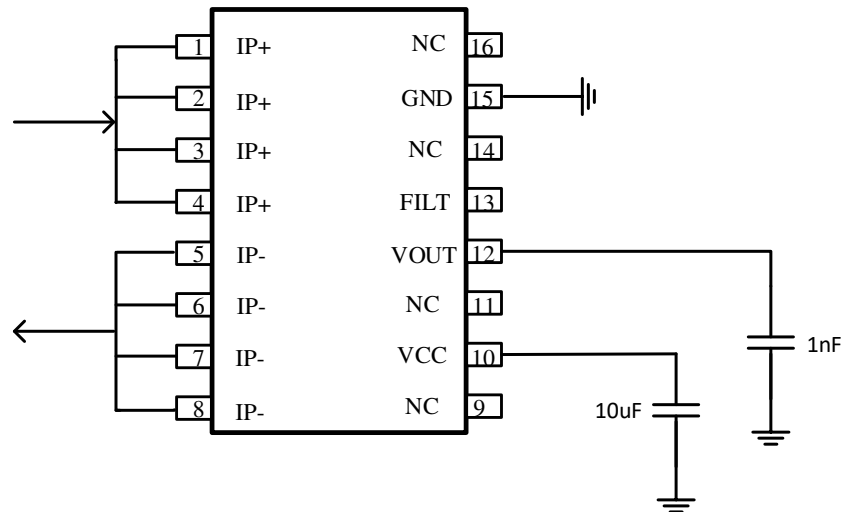 1 IP+ NC 16
2 IP+ GND 15
3 IP+ NC 14
4 IP+ FILT 13
5 IP- VOUT 12
6 IP- NC 11
7 IP- VCC 10
8 IP- NC 9
1nF
10uF